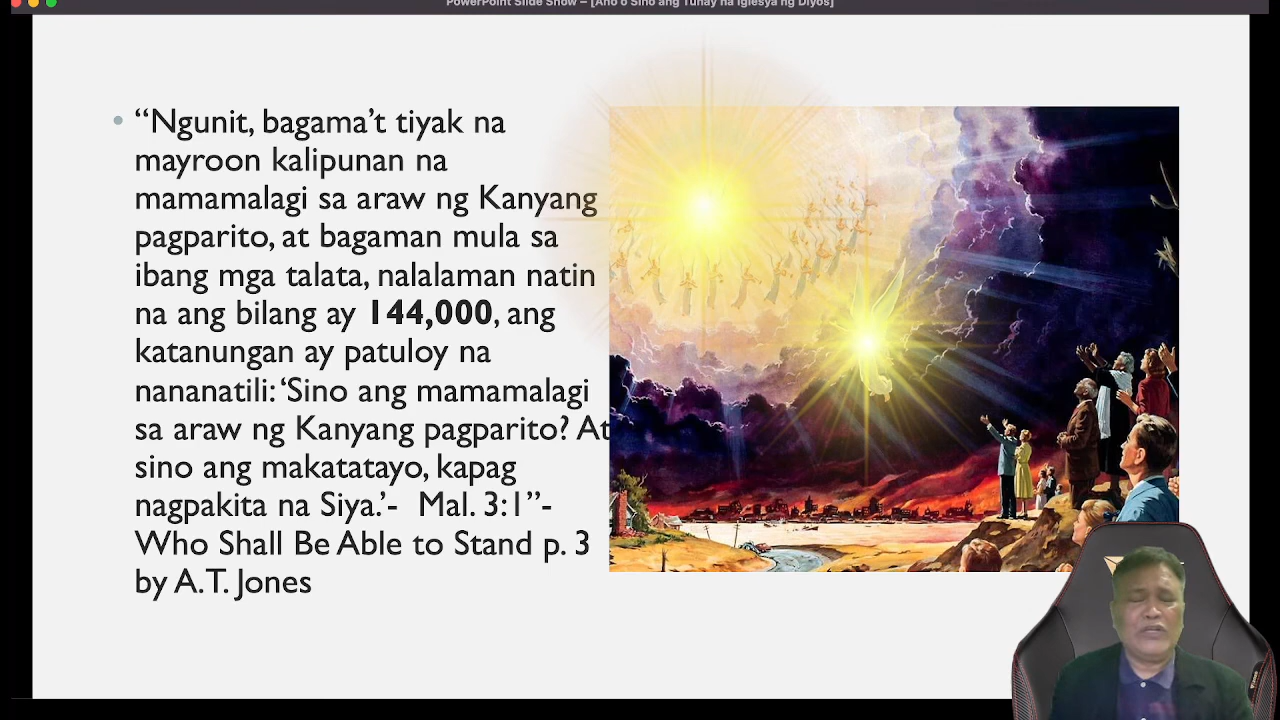 PowerPoint Slide Show – [Ano o Sino ang Tunay na Iglesya ng Diyos]
• “Ngunit, bagama’t tiyak na
mayroon kalipunan na
mamamalagi sa araw ng Kanyang
pagparito, at bagaman mula sa
ibang mga talata, nalalaman natin
na ang bilang ay 144,000, ang
katanungan ay patuloy na
nananatili: ‘Sino ang mamamalagi
sa araw ng Kanyang pagparito? At
sino ang makatatayo, kapag
nagpakita na Siya.’- Mal. 3:1”-
Who Shall Be Able to Stand p. 3
by A.T. Jones